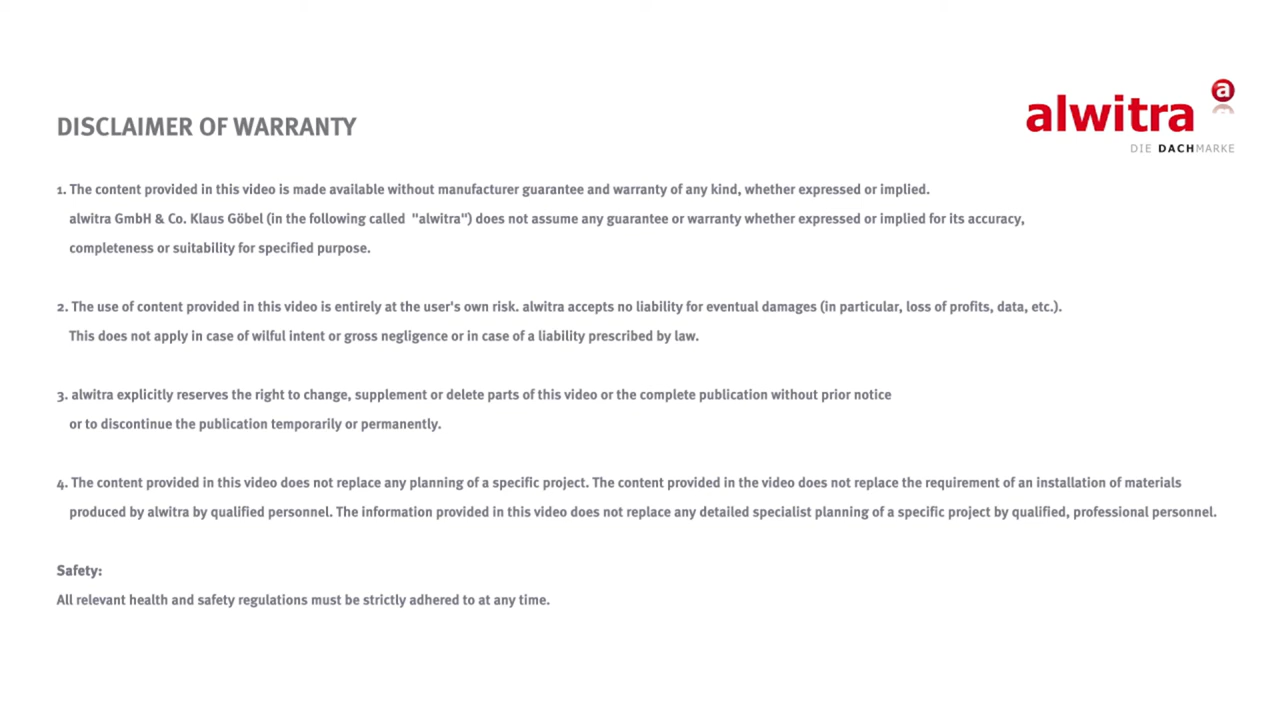 alwitra
a
DIE DACHMARKE
DISCLAIMER OF WARRANTY
1. The content provided in this video is made available without manufacturer guarantee and warranty of any kind, whether expressed or implied.
alwitra GmbH & Co. Klaus Göbel (in the following called "alwitra") does not assume any guarantee or warranty whether expressed or implied for its accuracy,
completeness or suitability for specified purpose.
2. The use of content provided in this video is entirely at the user's own risk. alwitra accepts no liability for eventual damages (in particular, loss of profits, data, etc.).
This does not apply in case of wilful intent or gross negligence or in case of a liability prescribed by law.
3. alwitra explicitly reserves the right to change, supplement or delete parts of this video or the complete publication without prior notice
or to discontinue the publication temporarily or permanently.
4. The content provided in this video does not replace any planning of a specific project. The content provided in the video does not replace the requirement of an installation of materials
produced by alwitra by qualified personnel. The information provided in this video does not replace any detailed specialist planning of a specific project by qualified, professional personnel.
Safety:
All relevant health and safety regulations must be strictly adhered to at any time.